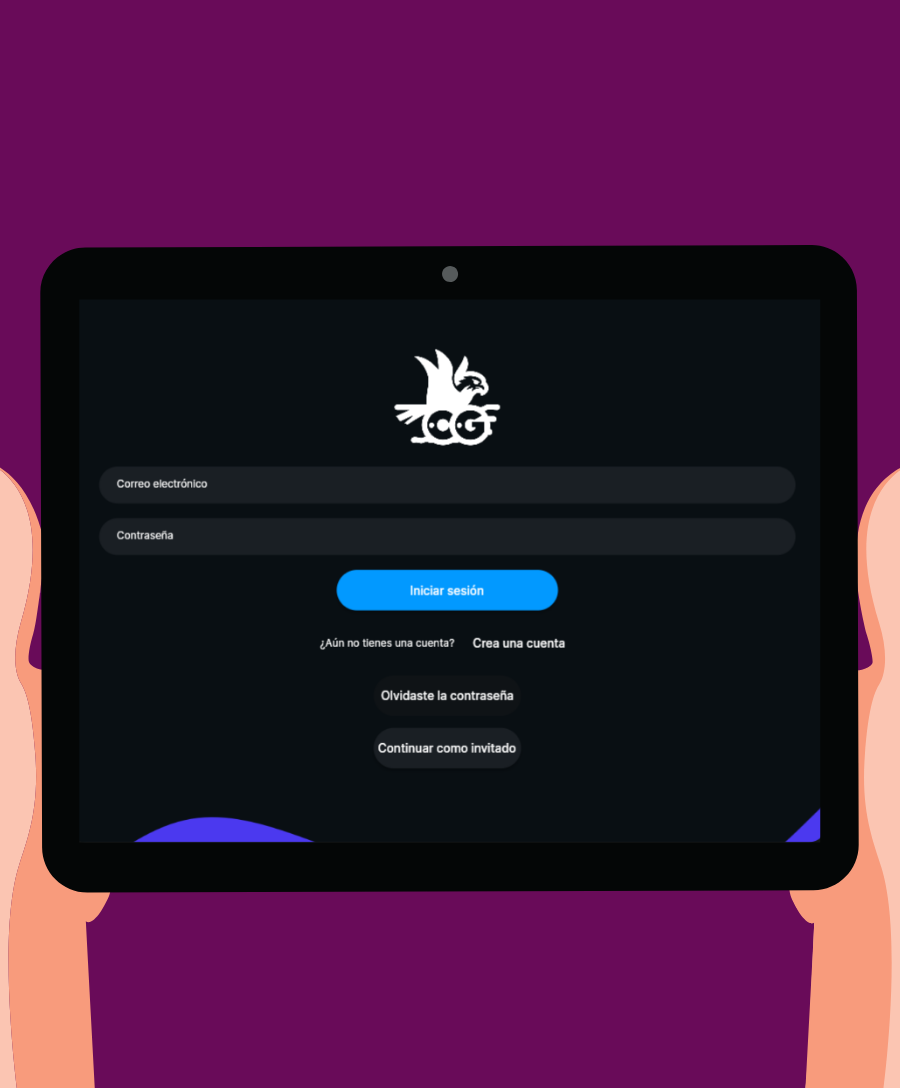 CG
Correo electrónico
Contraseña
Iniciar sesión
¿Aún no tienes una cuenta? Crea una cuenta
Olvidaste la contraseña
Continuar como invitado